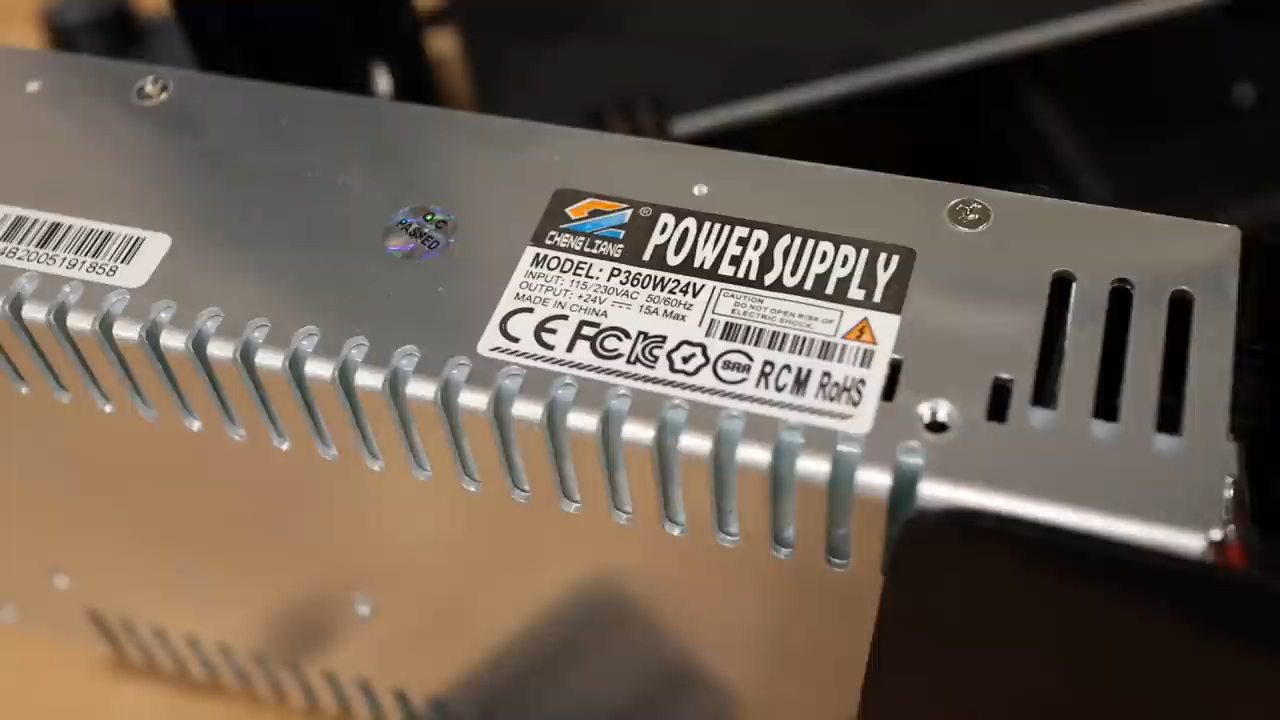 B2005191858
Q/C
PASSED
CHENG LIANG
®
POWER SUPPLY
MODEL: P360W24V
INPUT: 115/230VAC 50/60Hz
OUTPUT: +24V 15A Max
MADE IN CHINA
CAUTION
DO NOT OPEN RISK OF
ELECTRIC SHOCK.
CE FC KC SAA RCM RoHS